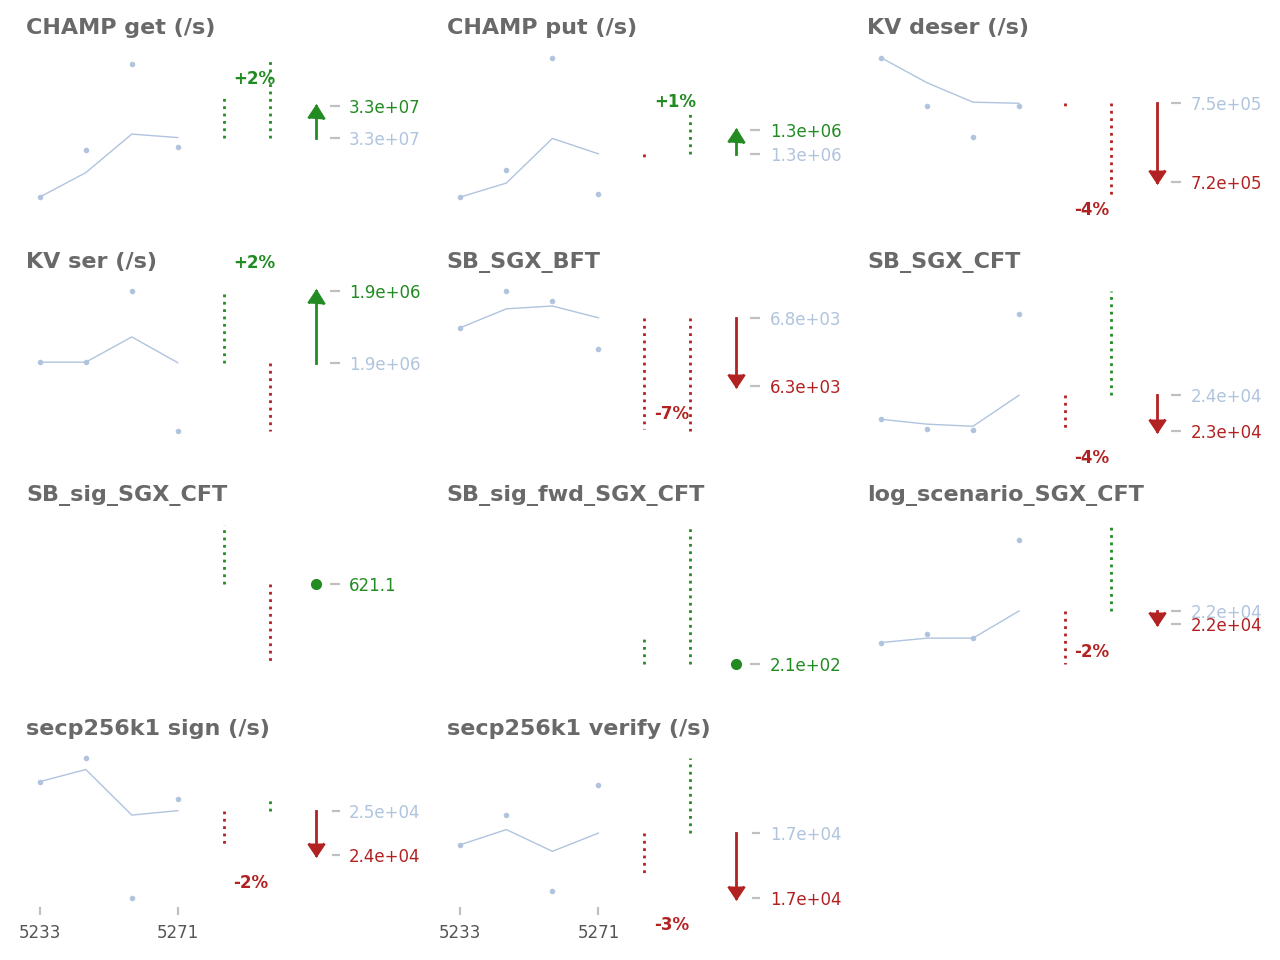 CHAMP get (/s)
+2%
3.3e+07
3.3e+07
CHAMP put (/s)
+1%
1.3e+06
1.3e+06
KV deser (/s)
7.5e+05
7.2e+05
-4%
KV ser (/s)
+2%
1.9e+06
1.9e+06
SB_SGX_BFT
6.8e+03
6.3e+03
-7%
SB_SGX_CFT
2.4e+04
2.3e+04
-4%
SB_sig_SGX_CFT
621.1
SB_sig_fwd_SGX_CFT
2.1e+02
log_scenario_SGX_CFT
2.2e+04
2.2e+04
-2%
secp256k1 sign (/s)
2.5e+04
2.4e+04
-2%
5233
5271
secp256k1 verify (/s)
1.7e+04
1.7e+04
-3%
5233
5271